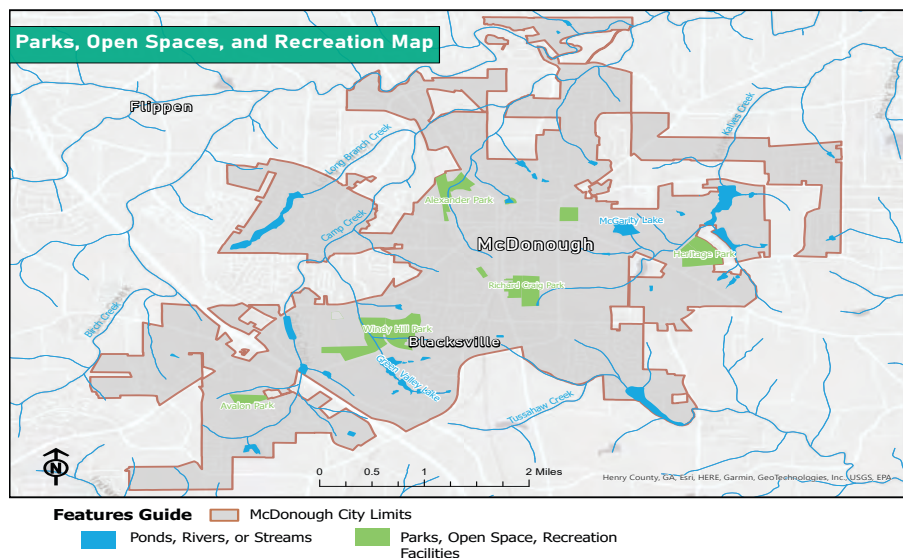 Parks, Open Spaces, and Recreation Map
Flippen
Kalies Creek
Long Branch Creek
Alexander Park
Camp Creek
McGarity Lake
McDonough
Heritage Park
Richard Craig Park
Birch Creek
Windy Hill Park
Blacksville
Green Valley Lake
Avalon Park
Tussahaw Creek
N
0 0.5 1 2 Miles
Henry County, GA, Esri, HERE, Garmin, GeoTechnologies, Inc., USGS, EPA
Features Guide McDonough City Limits
Ponds, Rivers, or Streams Parks, Open Space, Recreation
Facilities